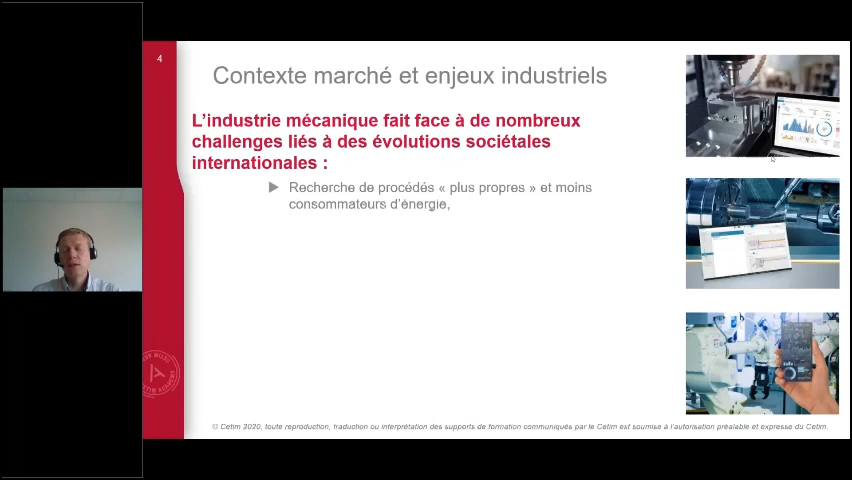 4
Contexte marché et enjeux industriels
L'industrie mécanique fait face à de nombreux
challenges liés à des évolutions sociétales
internationales :
Recherche de procédés « plus propres » et moins
consommateurs d'énergie,
© Cetim 2020, toute reproduction, traduction ou interprétation des supports de formation communiqués par le Cetim est soumise à l'autorisation préalable et expresse du Cetim.